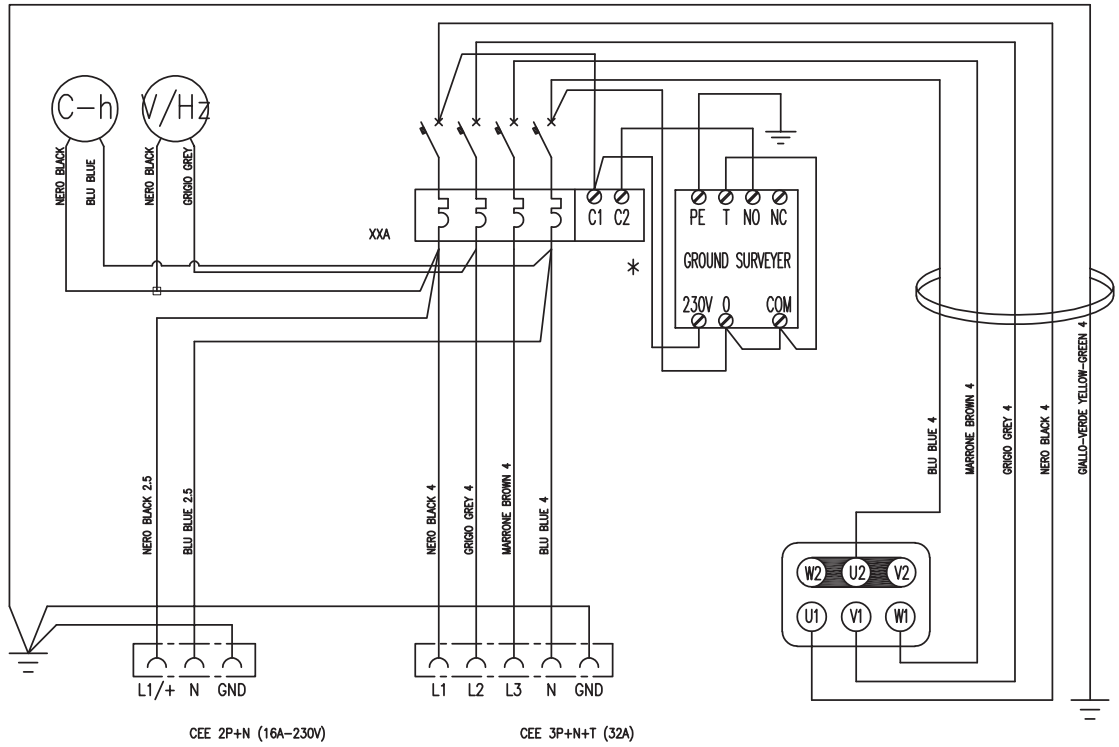 C-h
V/Hz
NERO BLACK
BLU BLUE
NERO BLACK
GRIGIO GREY
XXA
C1 C2
*
PE T NO NC
GROUND SURVEYER
230V 0 COM
NERO BLACK 2.5
BLU BLUE 2.5
NERO BLACK 4
GRIGIO GREY 4
MARRONE BROWN 4
BLU BLUE 4
BLU BLUE 4
MARRONE BROWN 4
GRIGIO GREY 4
NERO BLACK 4
GIALLO-VERDE YELLOW-GREEN 4
W2 U2 V2
U1 V1 W1
L1/+ N GND
L1 L2 L3 N GND
CEE 2P+N (16A-230V)
CEE 3P+N+T (32A)